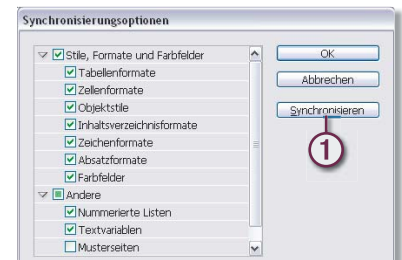 Synchronisierungsoptionen
Stile, Formate und Farbfelder
Tabellenformate
Zellenformate
Objektstile
Inhaltsverzeichnisformate
Zeichenformate
Absatzformate
Farbfelder
Andere
Nummerierte Listen
Textvariablen
Musterseiten
OK
Abbrechen
Synchronisieren
1